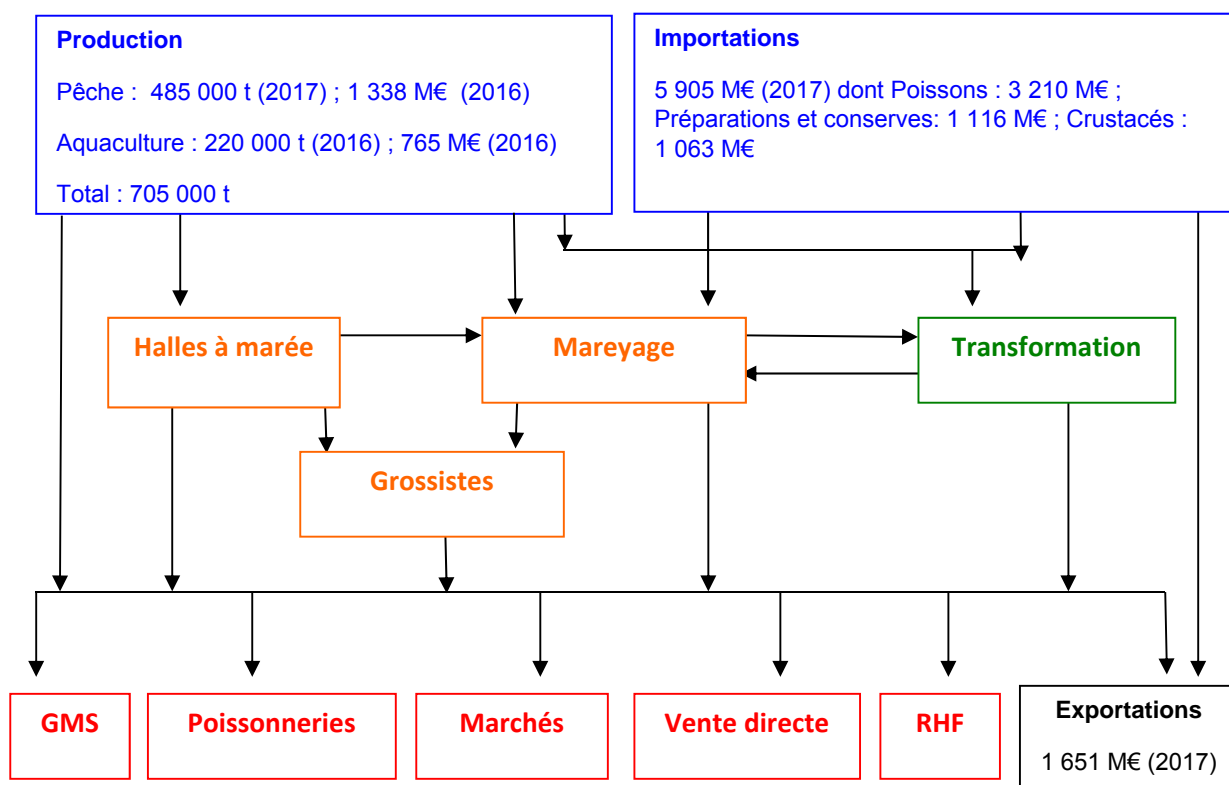 Production
Pêche : 485 000 t (2017) ; 1 338 M€ (2016)
Aquaculture : 220 000 t (2016) ; 765 M€ (2016)
Total : 705 000 t
Importations
5 905 M€ (2017) dont Poissons : 3 210 M€ ;
Préparations et conserves: 1 116 M€ ; Crustacés :
1 063 M€
Halles à marée
Mareyage
Transformation
Grossistes
GMS
Poissonneries
Marchés
Vente directe
RHF
Exportations
1 651 M€ (2017)